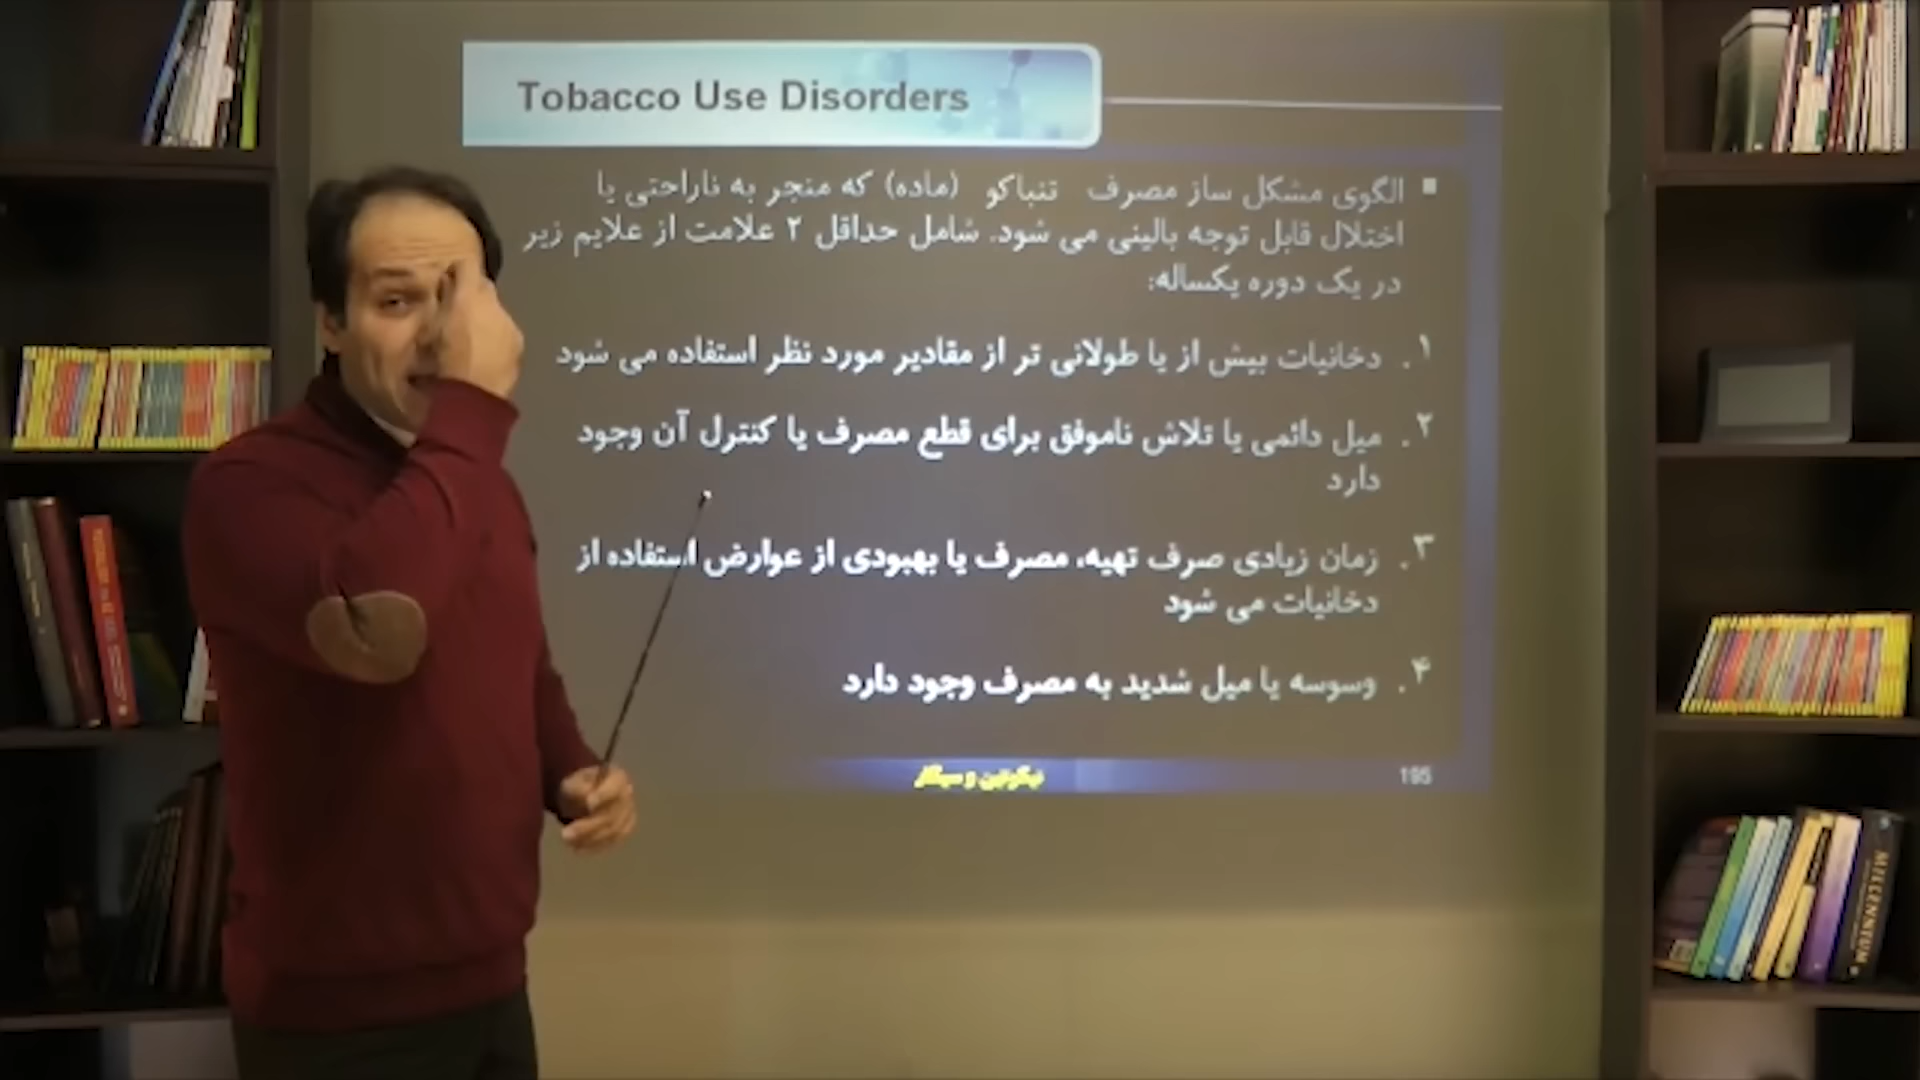 Tobacco Use Disorders
▪ الگوی مشکل ساز مصرف تنباکو (ماده) که منجر به ناراحتی یا
اختلال قابل توجه بالینی می شود. شامل حداقل ۲ علامت از علایم زیر
در یک دوره یکساله:
۱. دخانیات بیش از یا طولانی تر از مقادیر مورد نظر استفاده می شود
۲. میل دائمی یا تلاش ناموفق برای قطع مصرف یا کنترل آن وجود
دارد
۳. زمان زیادی صرف تهیه، مصرف یا بهبودی از عوارض استفاده از
دخانیات می شود
۴. وسوسه یا میل شدید به مصرف وجود دارد
نیکوتین و سیگار
195